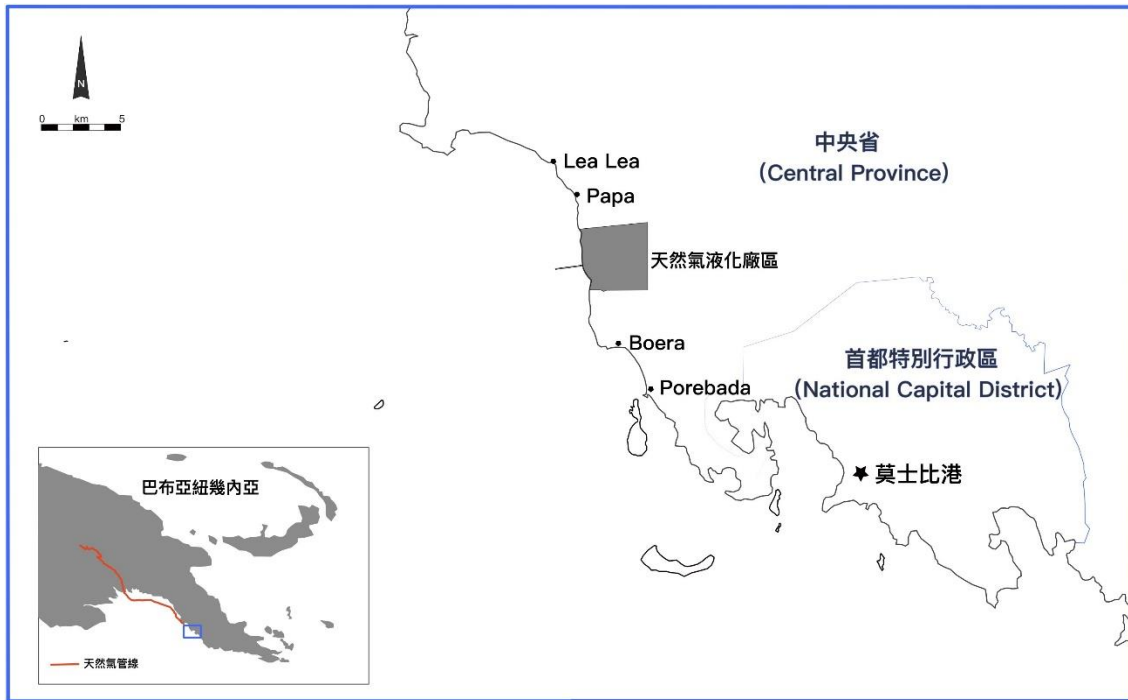 N
0 km 5
中央省
(Central Province)
Lea Lea
Papa
天然氣液化廠區
Boera
首都特別行政區
(National Capital District)
Porebada
莫士比港
巴布亞紐幾內亞
天然氣管線